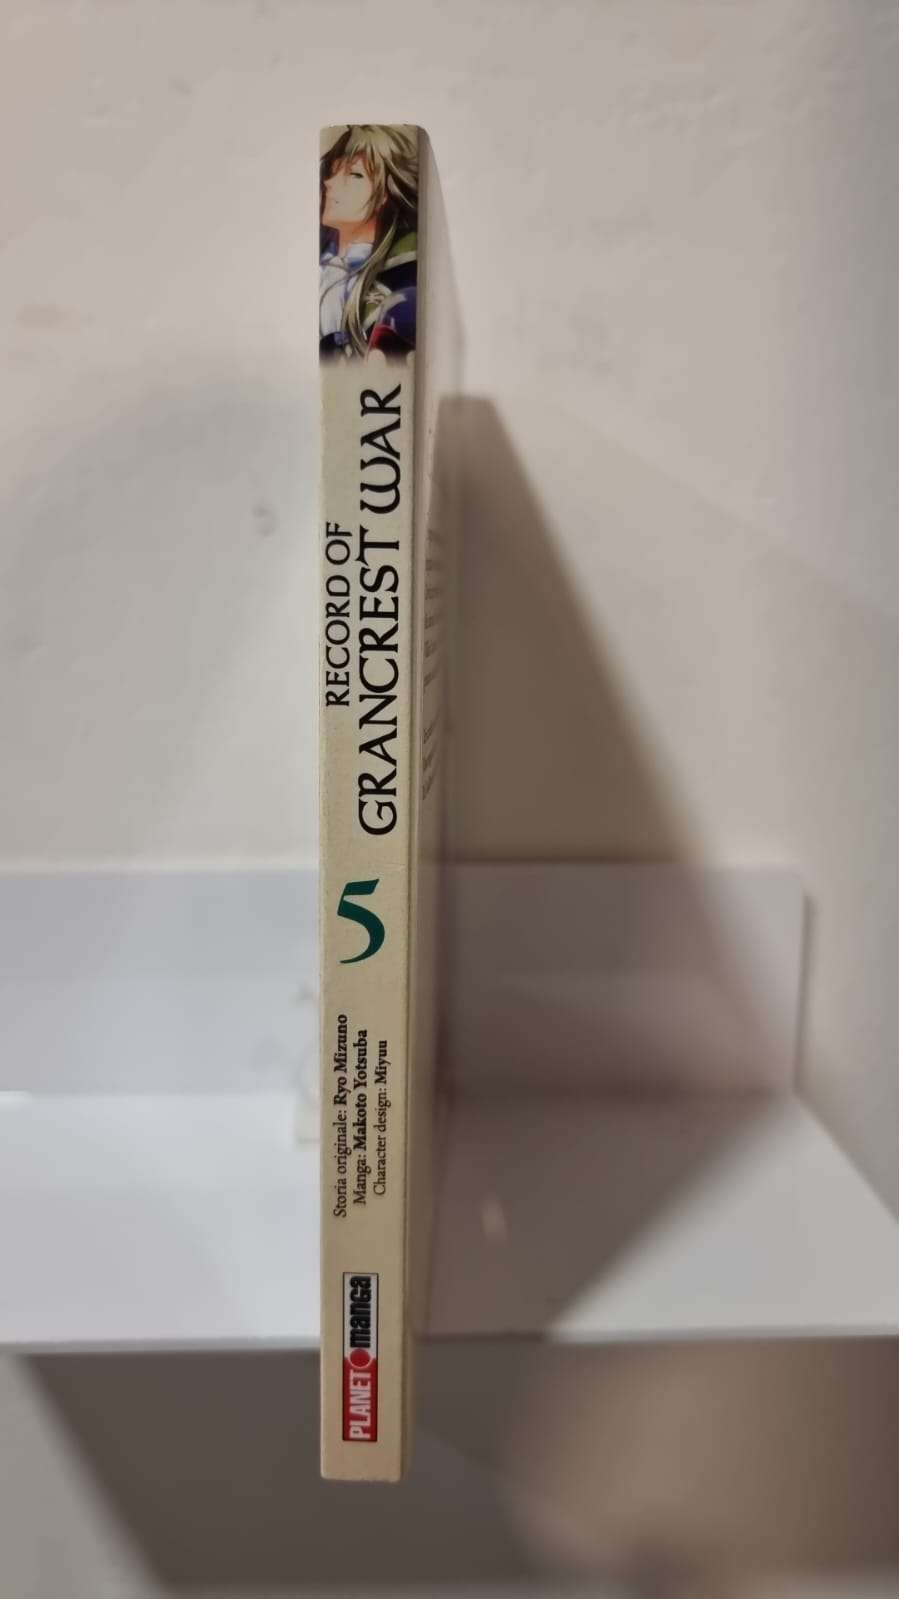 RECORD OF
GRANCREST WAR
5
Storia originale: Ryo Mizuno
Manga: Makoto Yotsuba
Character design: Miyuu
PLANET manga